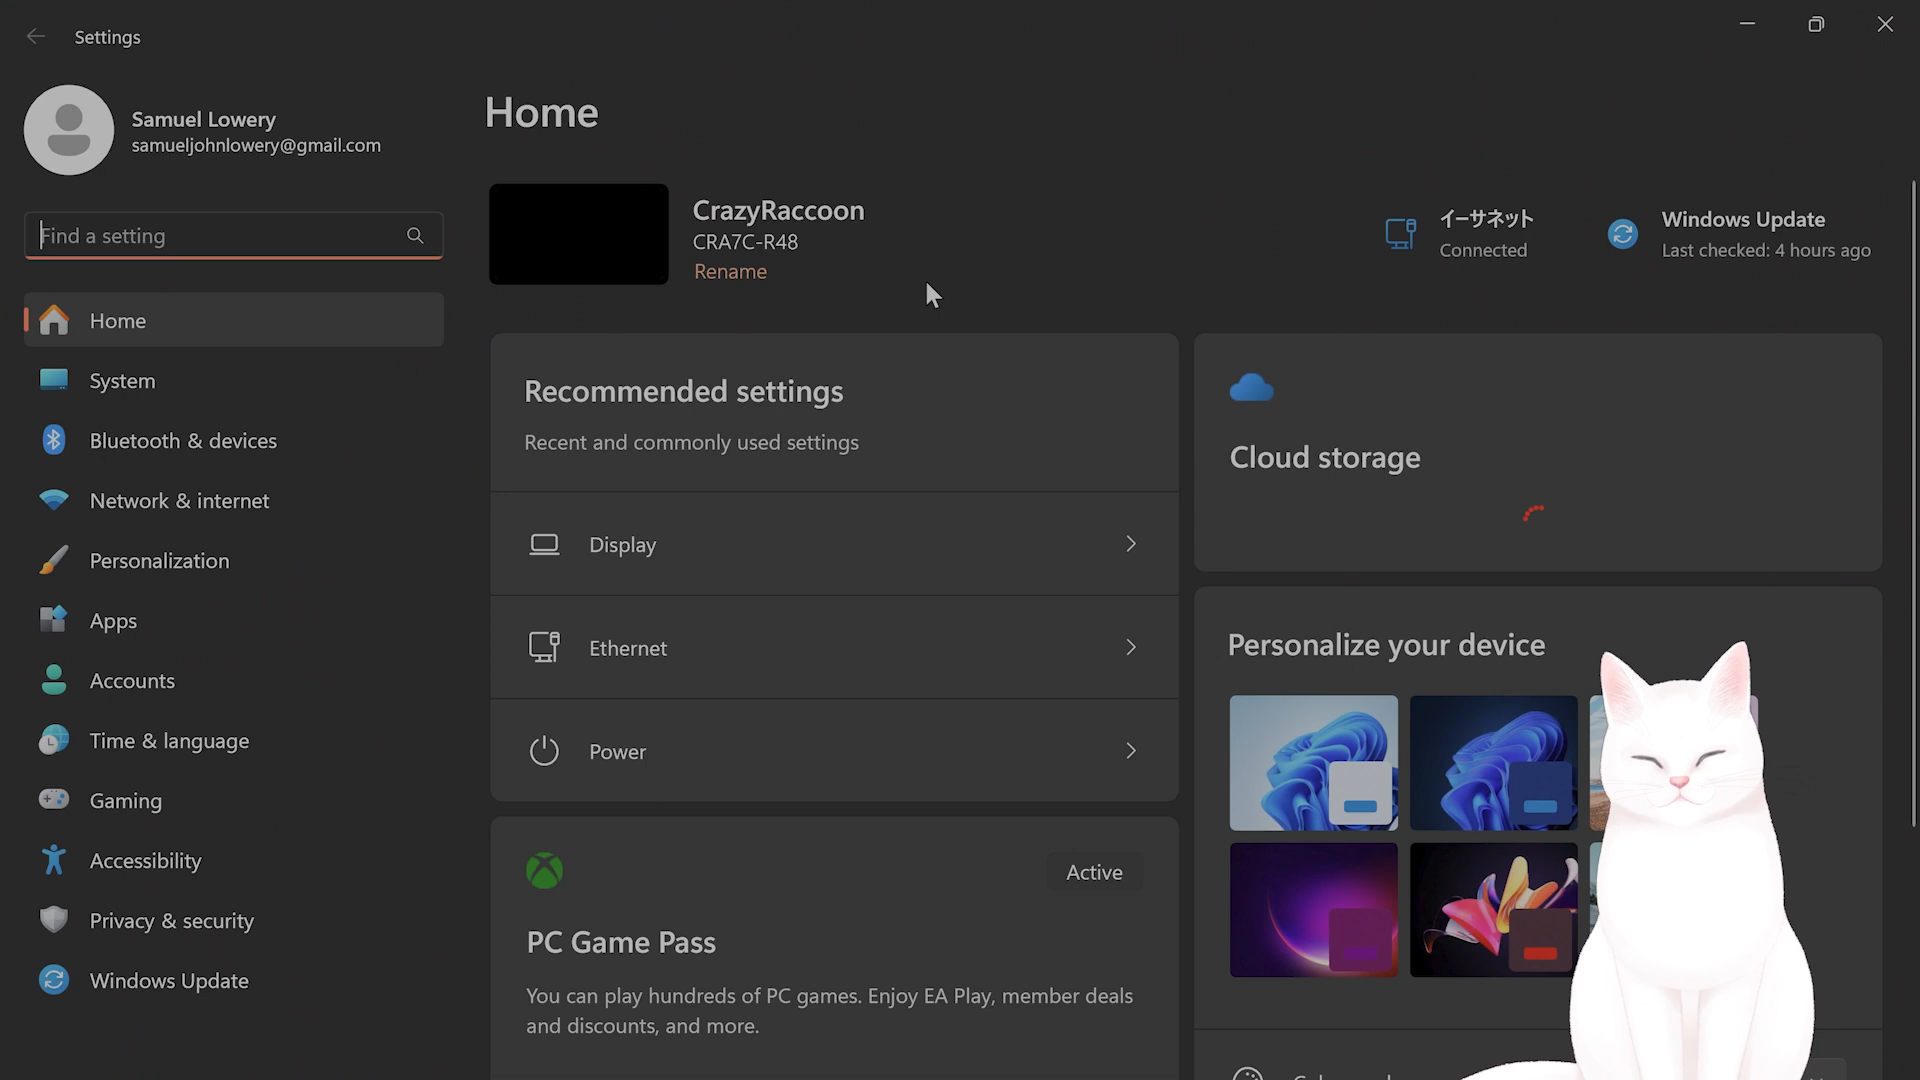 Settings
Samuel Lowery
samueljohnlowery@gmail.com
Find a setting
Home
System
Bluetooth & devices
Network & internet
Personalization
Apps
Accounts
Time & language
Gaming
Accessibility
Privacy & security
Windows Update
Home
CrazyRaccoon
CRA7C-R48
Rename
イーサネット
Connected
Windows Update
Last checked: 4 hours ago
Recommended settings
Recent and commonly used settings
Display
Ethernet
Power
Active
PC Game Pass
You can play hundreds of PC games. Enjoy EA Play, member deals
and discounts, and more.
Cloud storage
Personalize your device